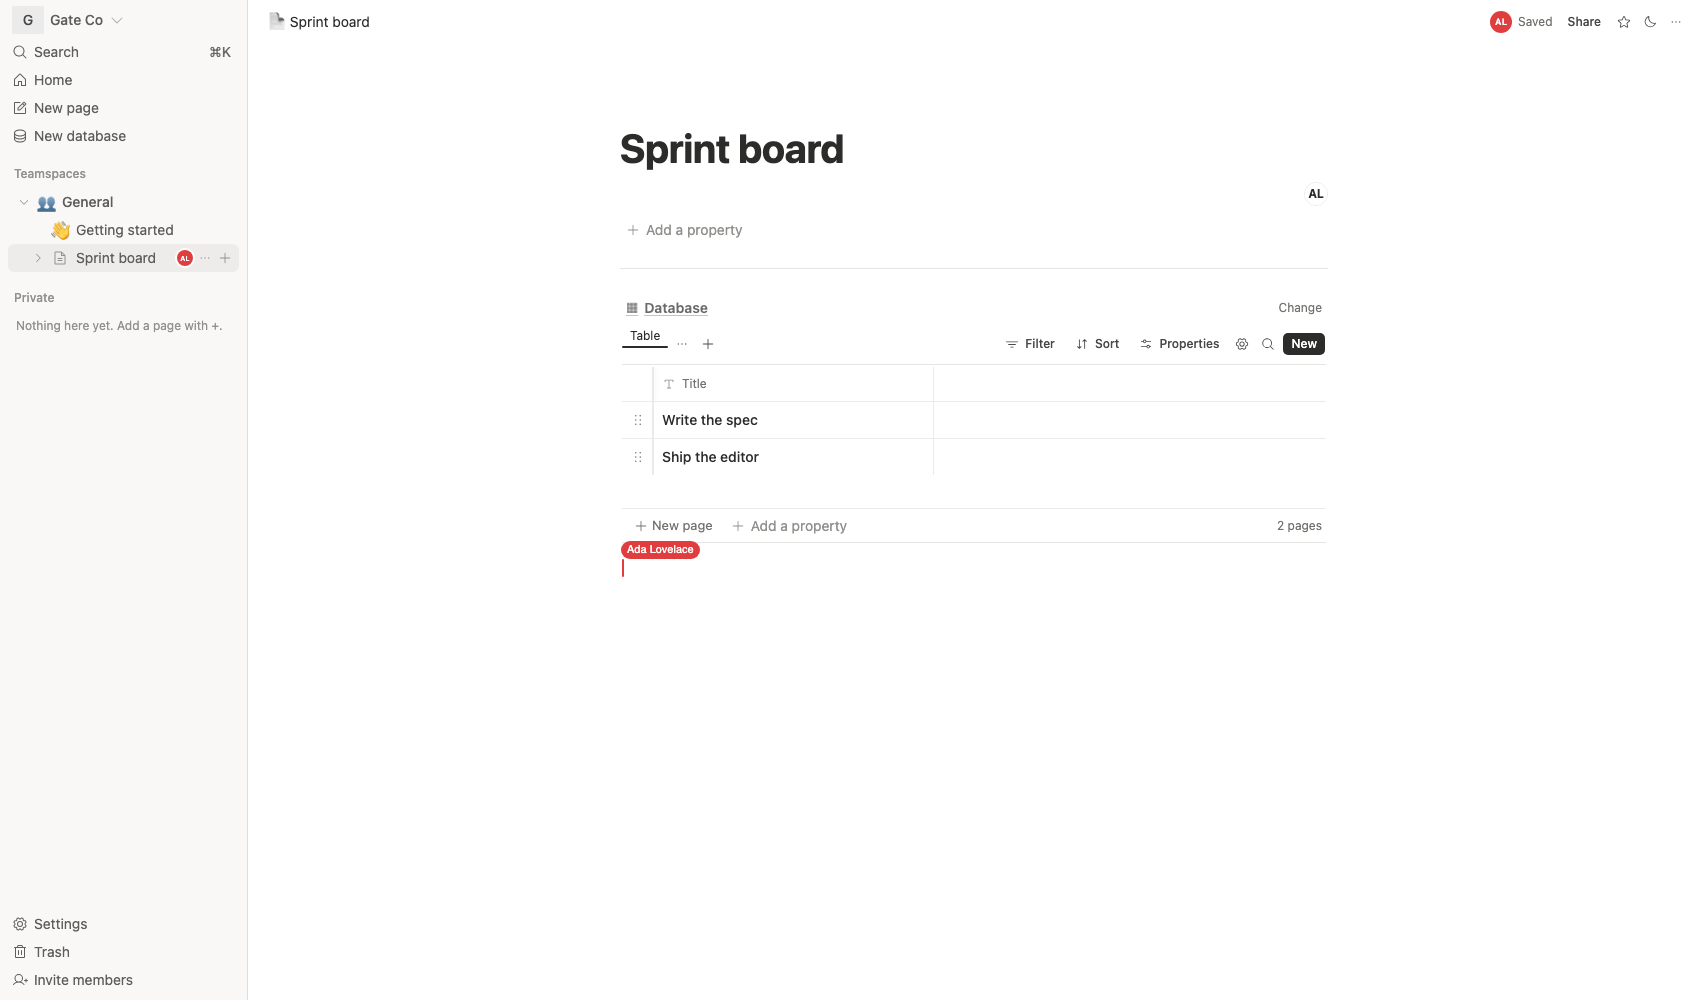 G Gate Co
Search ⌘K
Home
New page
New database
Teamspaces
General
Getting started
Sprint board AL
Private
Nothing here yet. Add a page with +.
Settings
Trash
Invite members
Sprint board
AL Saved Share
Sprint board
AL
Add a property
Database Change
Table
Filter Sort Properties New
Title
Write the spec
Ship the editor
New page Add a property 2 pages
Ada Lovelace